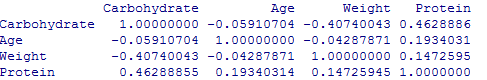 Carbohydrate Age Weight Protein
Carbohydrate 1.00000000 -0.05910704 -0.40740043 0.4628886
Age -0.05910704 1.00000000 -0.04287871 0.1934031
Weight -0.40740043 -0.04287871 1.00000000 0.1472595
Protein 0.46288855 0.19340314 0.14725945 1.0000000